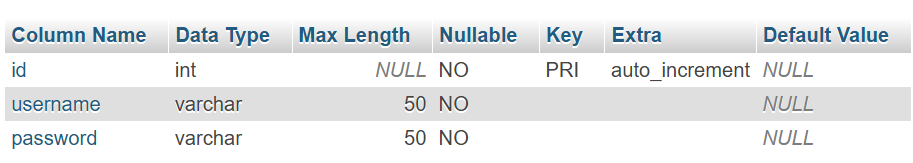 Column Name Data Type Max Length Nullable Key Extra Default Value
id int NULL NO PRI auto_increment NULL
username varchar 50 NO NULL
password varchar 50 NO NULL